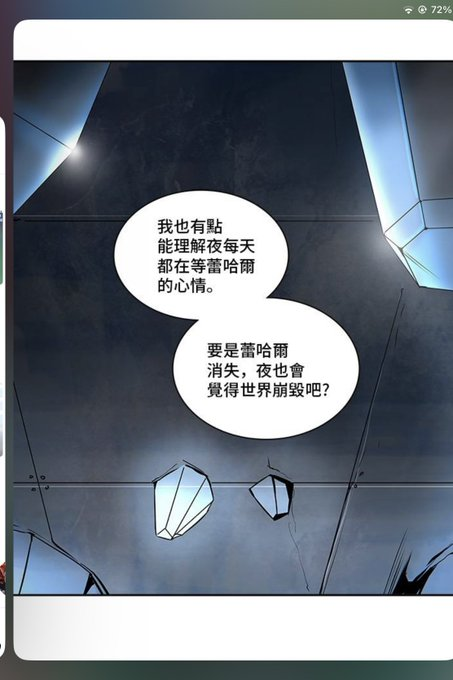 72%
我也有點
能理解夜每天
都在等蕾哈爾
的心情。
要是蕾哈爾
消失，夜也會
覺得世界崩毀吧?